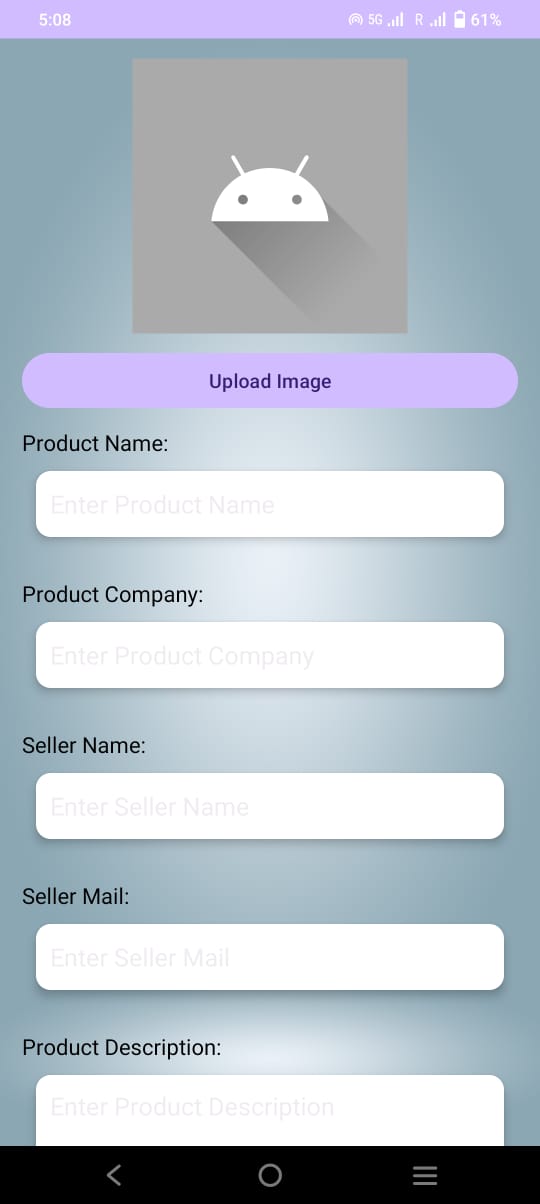 5:08 5G R 61%
Upload Image
Product Name:
Enter Product Name
Product Company:
Enter Product Company
Seller Name:
Enter Seller Name
Seller Mail:
Enter Seller Mail
Product Description:
Enter Product Description